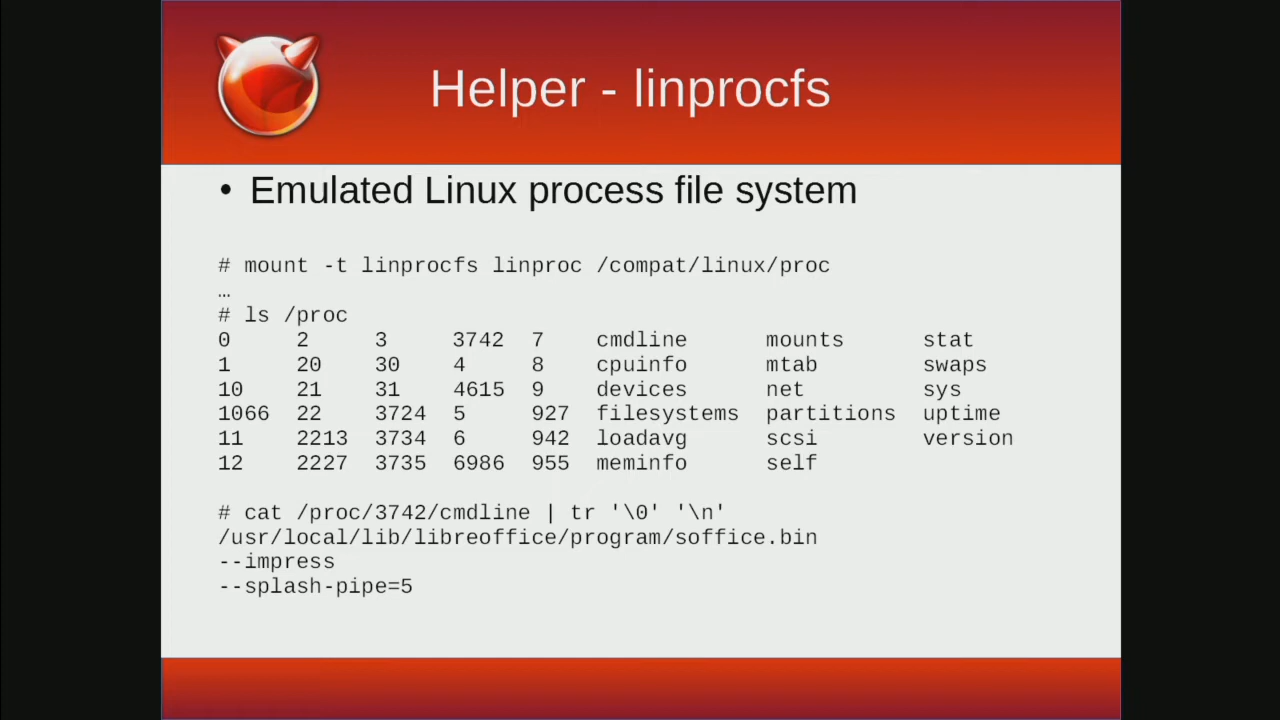 Helper - linprocfs
• Emulated Linux process file system
# mount -t linprocfs linproc /compat/linux/proc
…
# ls /proc
0     2     3     3742  7    cmdline      mounts      stat
1     20    30    4     8    cpuinfo      mtab        swaps
10    21    31    4615  9    devices      net         sys
1066  22    3724  5     927  filesystems  partitions  uptime
11    2213  3734  6     942  loadavg      scsi        version
12    2227  3735  6986  955  meminfo      self
# cat /proc/3742/cmdline | tr '\0' '\n'
/usr/local/lib/libreoffice/program/soffice.bin
--impress
--splash-pipe=5